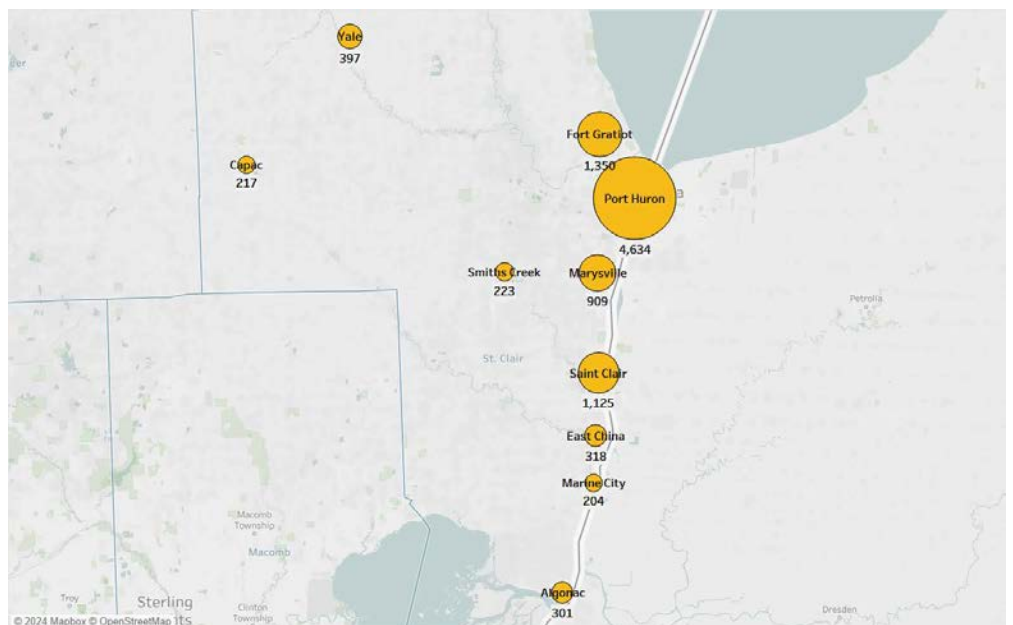 Yale
397
Fort Gratiot
1,350
Capac
217
Port Huron
4,634
Smiths Creek
223
Marysville
909
Petrolia
St. Clair
Saint Clair
1,125
East China
318
Marine City
204
Macomb
Township
Macomb
Algonac
301
Troy
Sterling
Clinton
Township
Dresden
© 2024 Mapbox © OpenStreetMap